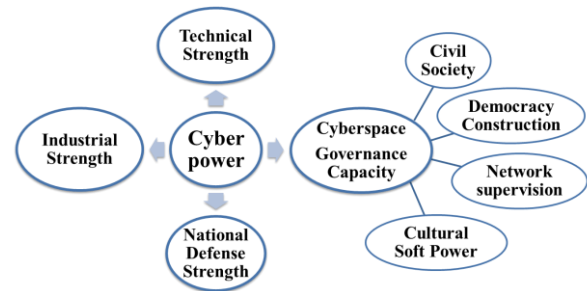 Technical
Strength
Civil
Society
Industrial
Strength
Cyber
power
Cyberspace
Governance
Capacity
Democracy
Construction
Network
supervision
National
Defense
Strength
Cultural
Soft Power